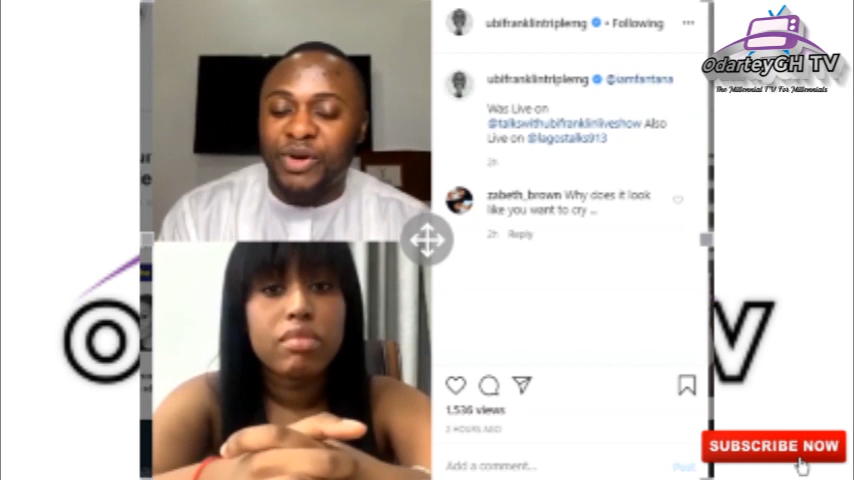 ubifranklintriplemg • Following
ubifranklintriplemg @iamfantana
Was Live on
@talkswithubifranklinliveshow Also
Live on @lagostalks913
2h
zabeth_brown Why does it look
like you want to cry ...
2h Reply
1,536 views
2 HOURS AGO
Add a comment...
Post
OdarteyGH TV
The Millennial TV For Millennials
SUBSCRIBE NOW
O
V